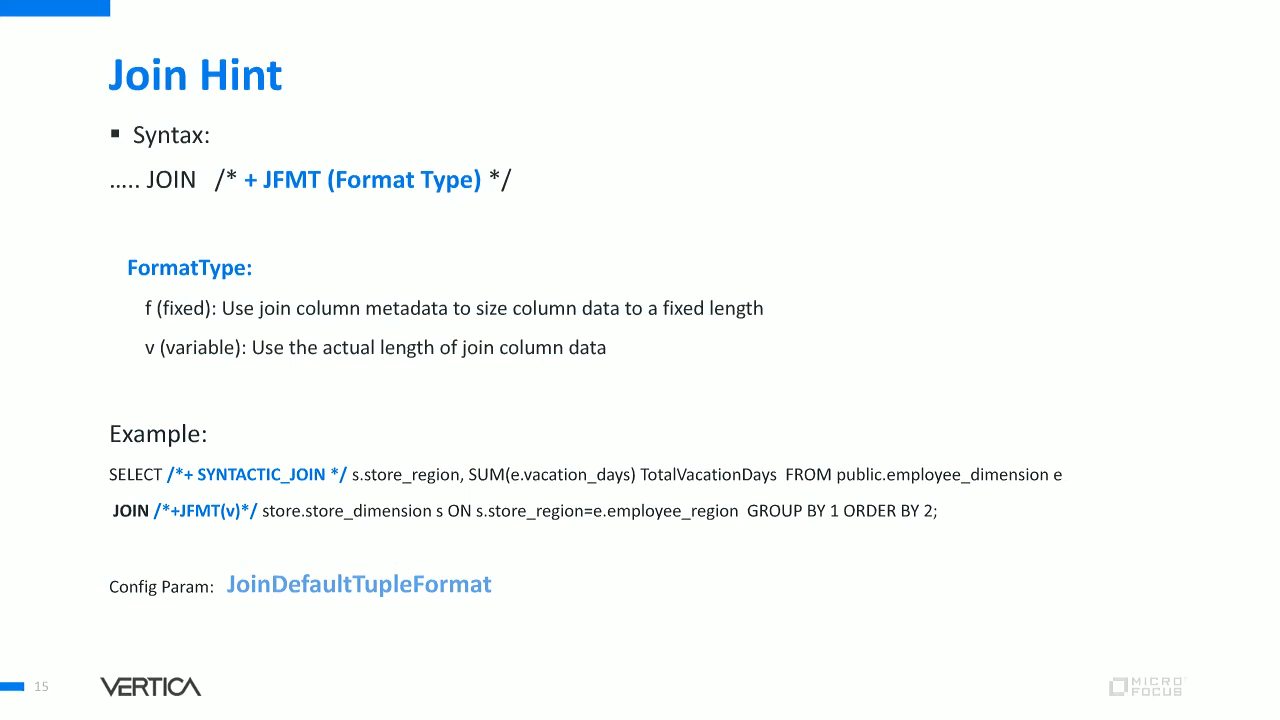 Join Hint
▪ Syntax:
….. JOIN /* + JFMT (Format Type) */
FormatType:
f (fixed): Use join column metadata to size column data to a fixed length
v (variable): Use the actual length of join column data
Example:
SELECT /*+ SYNTACTIC_JOIN */ s.store_region, SUM(e.vacation_days) TotalVacationDays FROM public.employee_dimension e
JOIN /*+JFMT(v)*/ store.store_dimension s ON s.store_region=e.employee_region GROUP BY 1 ORDER BY 2;
Config Param: JoinDefaultTupleFormat
15
VERTICA
MICRO
FOCUS